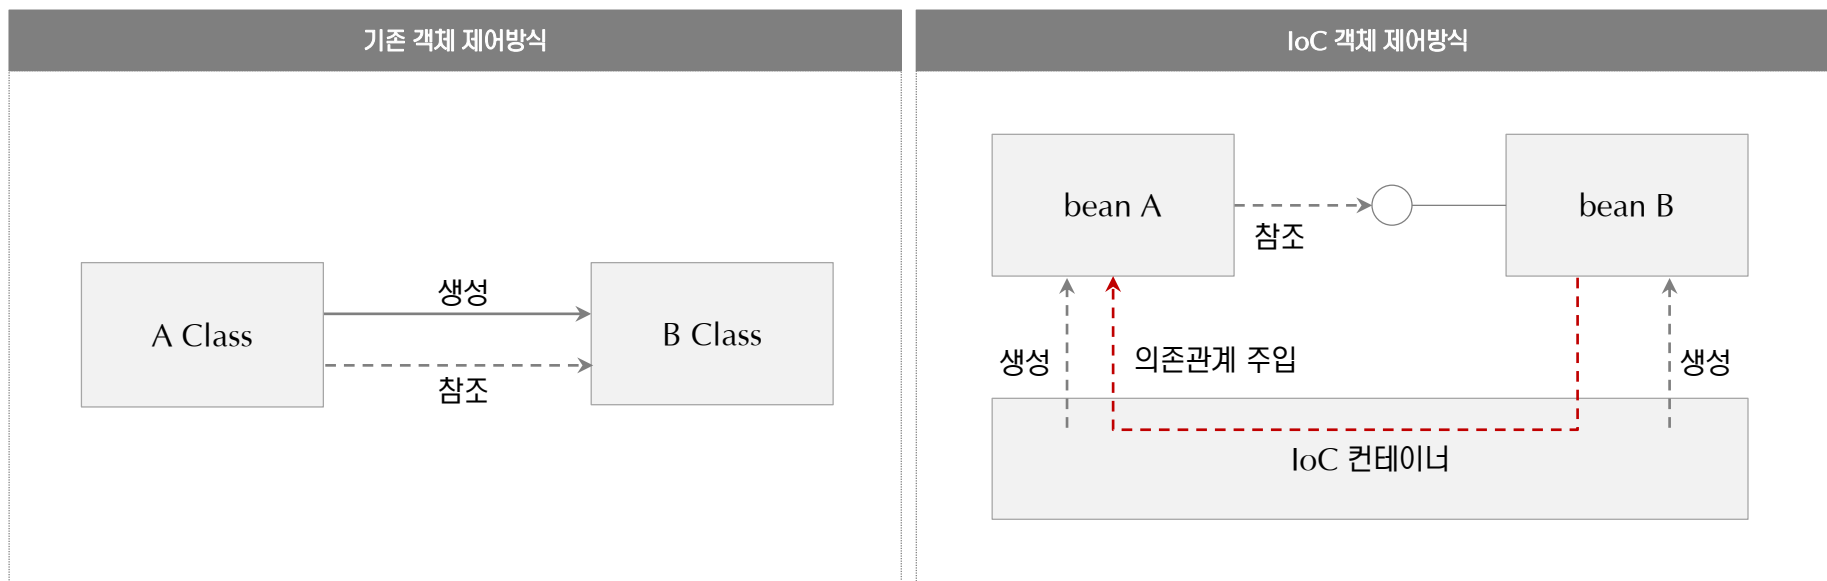 기존 객체 제어방식
생성
A Class
B Class
참조
IoC 객체 제어방식
bean A
bean B
참조
생성
의존관계 주입
생성
IoC 컨테이너